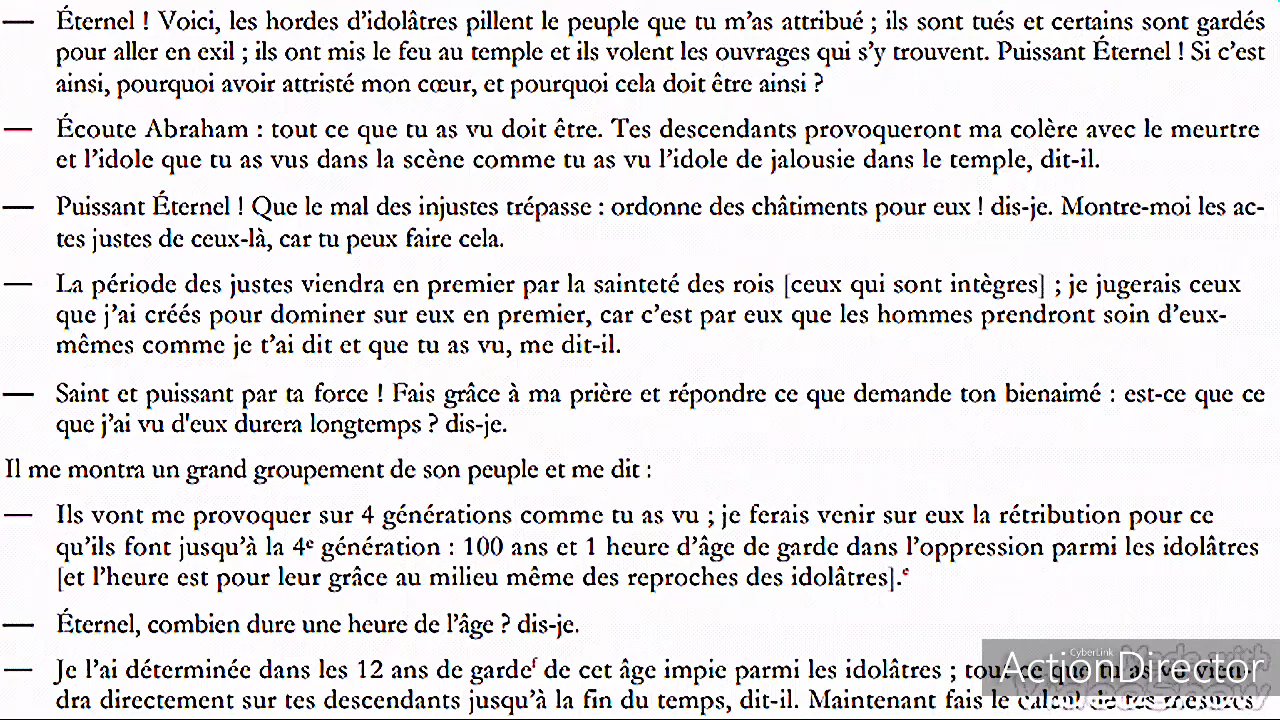 — Éternel ! Voici, les hordes d'idolâtres pillent le peuple que tu m'as attribué ; ils sont tués et certains sont gardés
pour aller en exil ; ils ont mis le feu au temple et ils volent les ouvrages qui s'y trouvent. Puissant Éternel ! Si c'est
ainsi, pourquoi avoir attristé mon cœur, et pourquoi cela doit être ainsi ?
— Écoute Abraham : tout ce que tu as vu doit être. Tes descendants provoqueront ma colère avec le meurtre
et l'idole que tu as vus dans la scène comme tu as vu l'idole de jalousie dans le temple, dit-il.
— Puissant Éternel ! Que le mal des injustes trépasse : ordonne des châtiments pour eux ! dis-je. Montre-moi les ac-
tes justes de ceux-là, car tu peux faire cela.
— La période des justes viendra en premier par la sainteté des rois [ceux qui sont intègres] ; je jugerais ceux
que j'ai créés pour dominer sur eux en premier, car c'est par eux que les hommes prendront soin d'eux-
mêmes comme je t'ai dit et que tu as vu, me dit-il.
— Saint et puissant par ta force ! Fais grâce à ma prière et répondre ce que demande ton bienaimé : est-ce que ce
que j'ai vu d'eux durera longtemps ? dis-je.
Il me montra un grand groupement de son peuple et me dit :
— Ils vont me provoquer sur 4 générations comme tu as vu ; je ferais venir sur eux la rétribution pour ce
qu'ils font jusqu'à la 4e génération : 100 ans et 1 heure d'âge de garde dans l'oppression parmi les idolâtres
[et l'heure est pour leur grâce au milieu même des reproches des idolâtres].e
— Éternel, combien dure une heure de l'âge ? dis-je.
— Je l'ai déterminée dans les 12 ans de gardef de cet âge impie parmi les idolâtres ; tout ce que tu as vu vien-
dra directement sur tes descendants jusqu'à la fin du temps, dit-il. Maintenant fais le calcul de tes mesures
CyberLink
ActionDirector